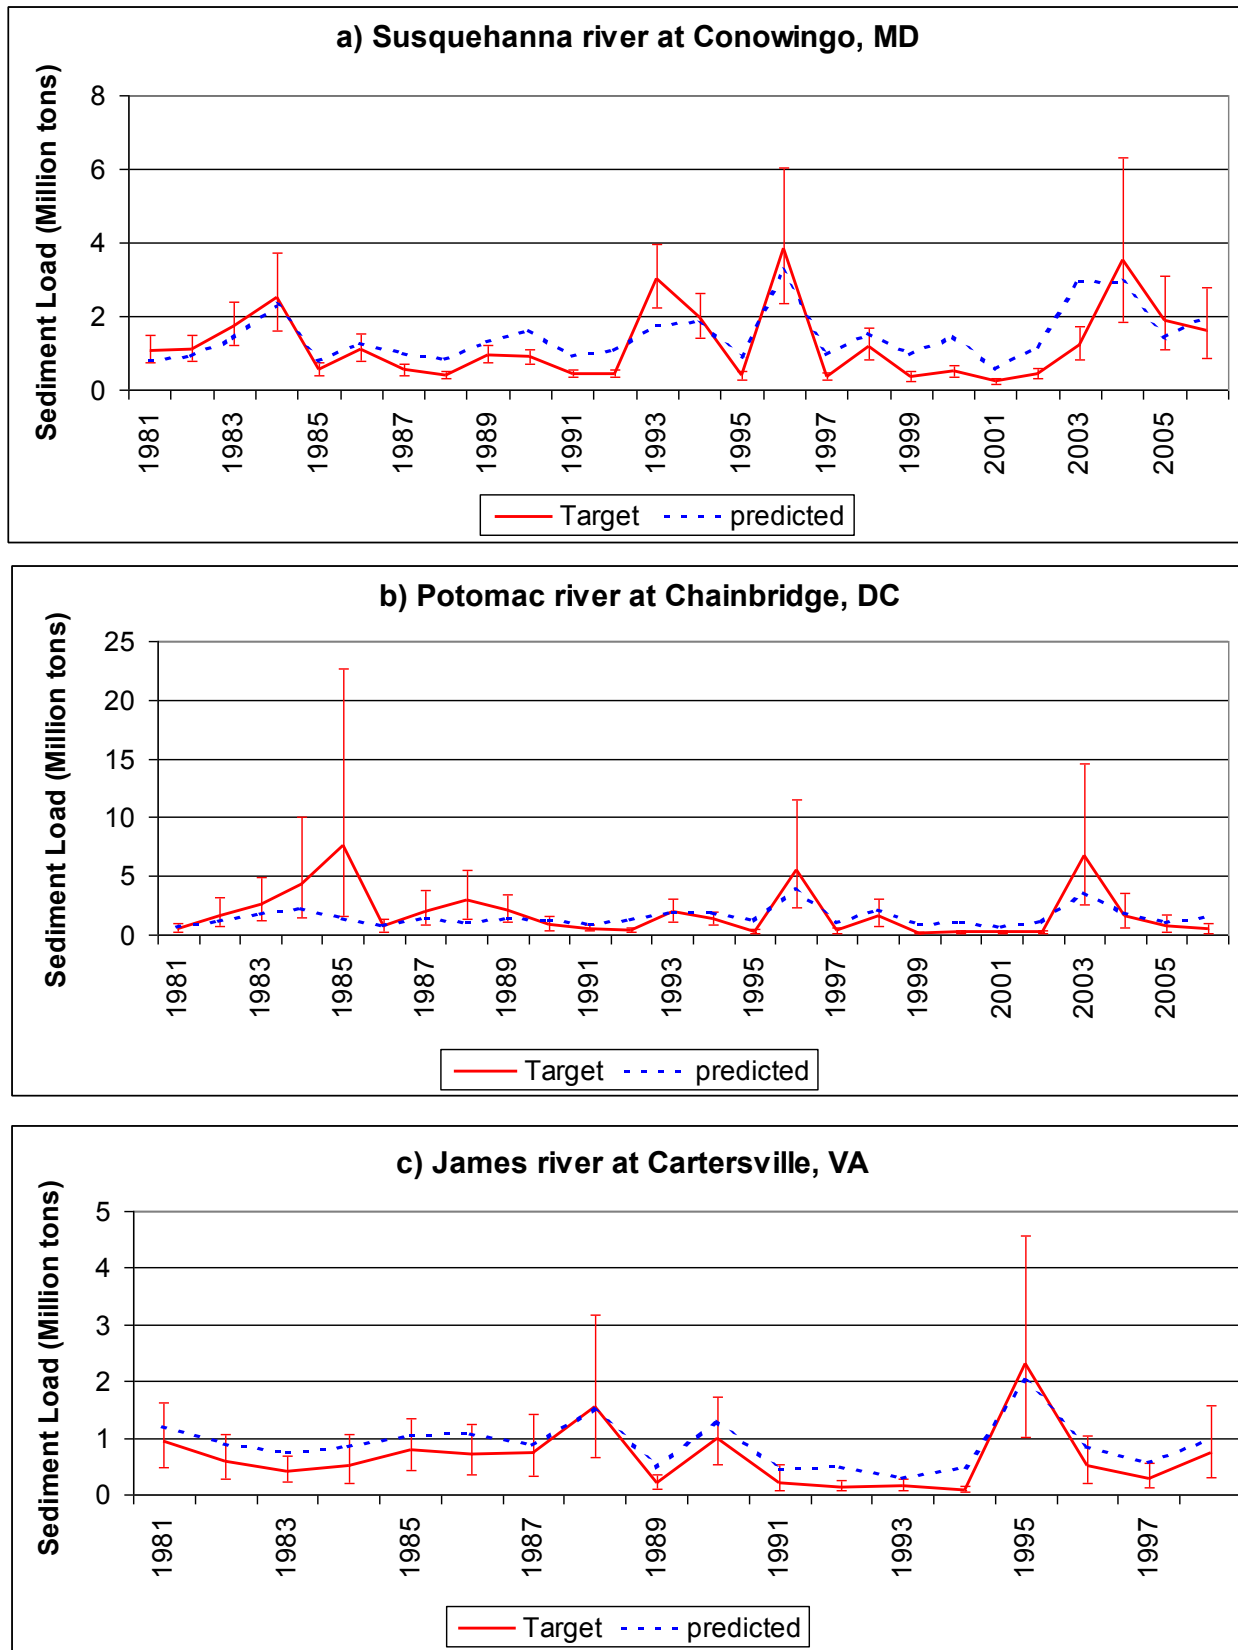 a) Susquehanna river at Conowingo, MD
Sediment Load (Million tons)
8
6
4
2
0
1981 1983 1985 1987 1989 1991 1993 1995 1997 1999 2001 2003 2005
Target predicted
b) Potomac river at Chainbridge, DC
Sediment Load (Million tons)
25
20
15
10
5
0
1981 1983 1985 1987 1989 1991 1993 1995 1997 1999 2001 2003 2005
Target predicted
c) James river at Cartersville, VA
Sediment Load (Million tons)
5
4
3
2
1
0
1981 1983 1985 1987 1989 1991 1993 1995 1997
Target predicted